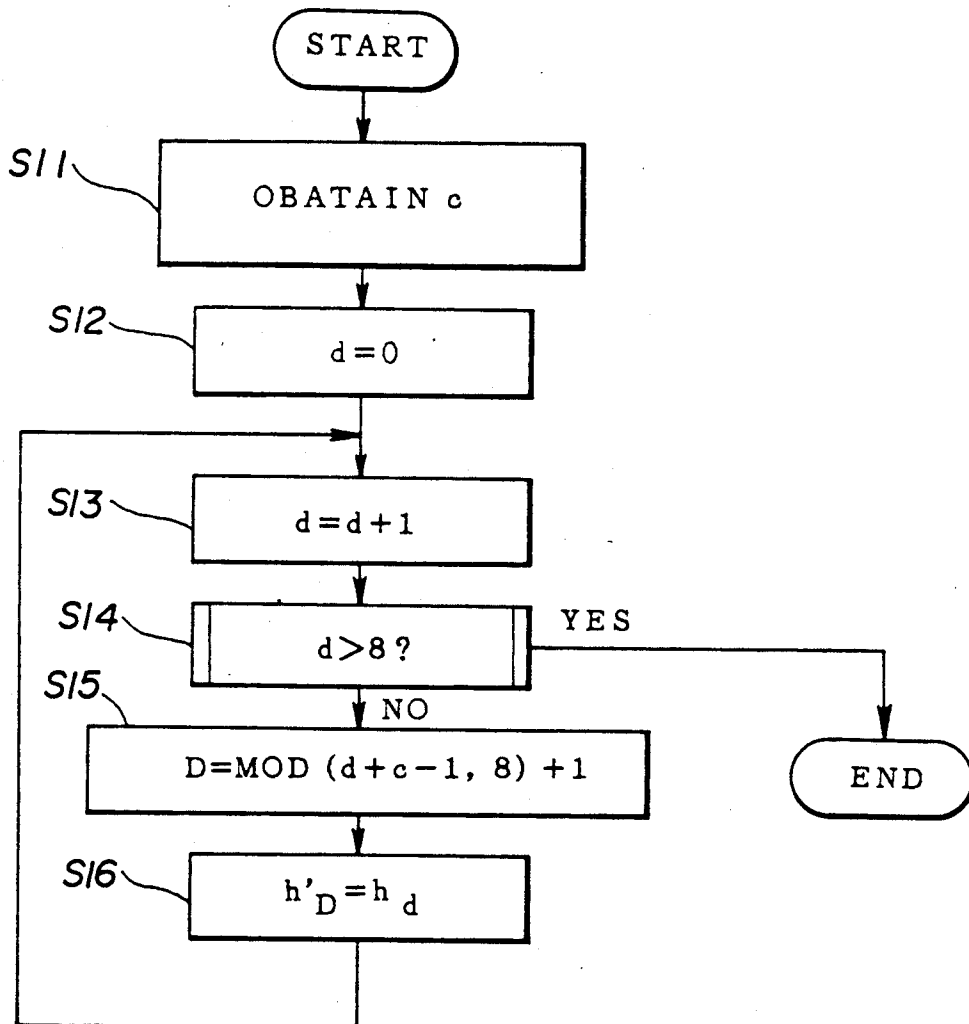 START
S11
OBATAIN c
S12
d=0
S13
d=d+1
S14
d>8?
YES
S15
NO
D=MOD (d+c-1, 8) +1
END
S16
h'D=h d